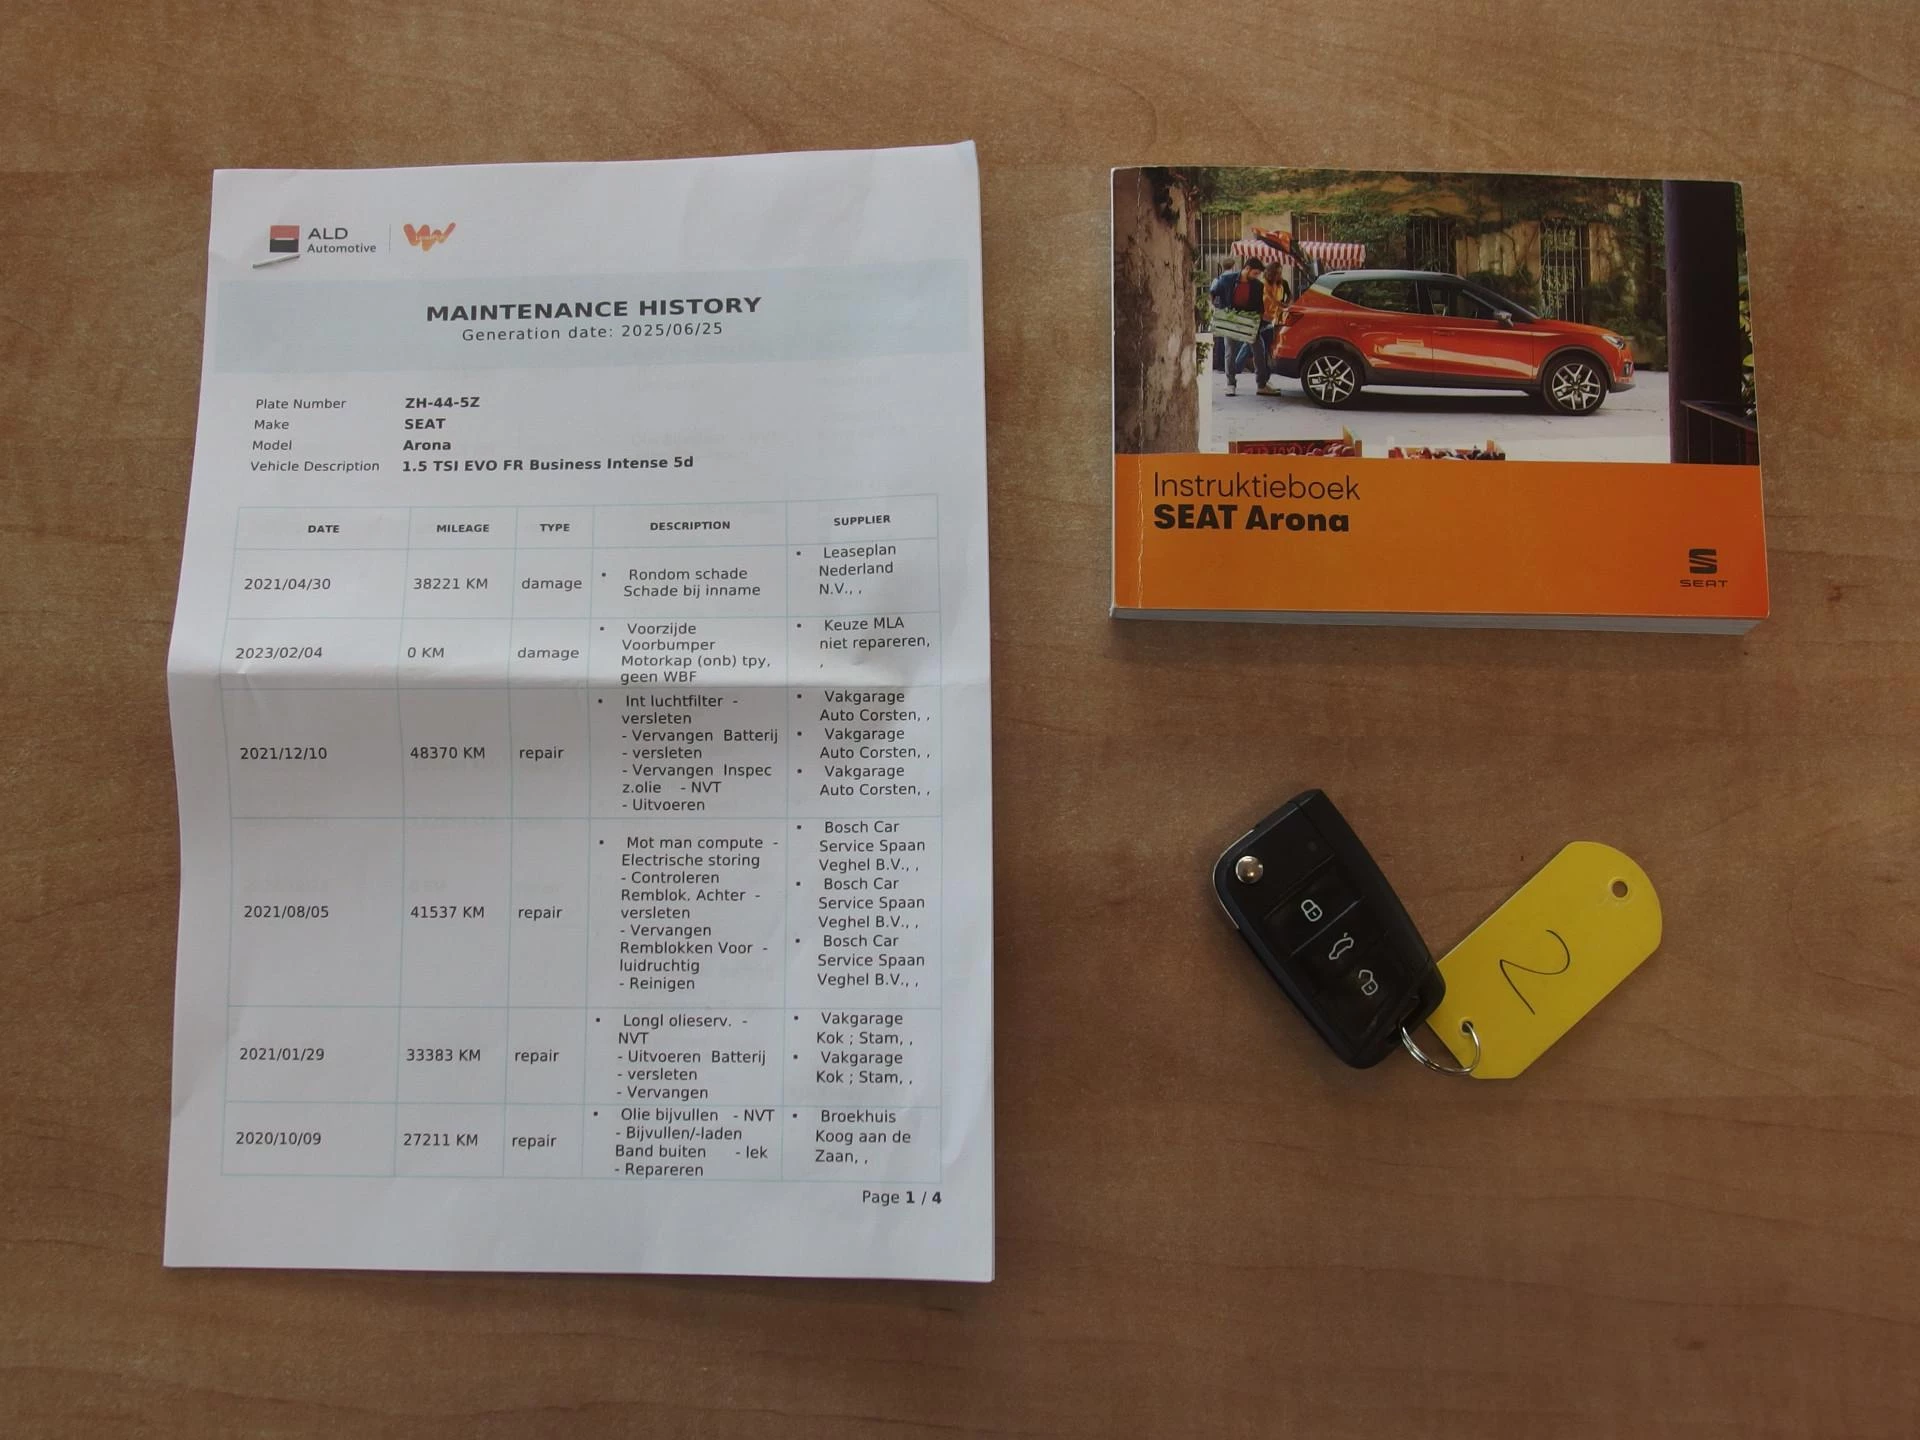 ALD
Automotive
MAINTENANCE HISTORY
Generation date: 2025/06/25
Plate Number ZH-44-5Z
Make SEAT
Model Arona
Vehicle Description 1.5 TSI EVO FR Business Intense 5d
DATE MILEAGE TYPE DESCRIPTION SUPPLIER
2021/04/30 38221 KM damage
• Rondom schade
Schade bij inname
• Leaseplan
Nederland
N.V., ,
2023/02/04 0 KM damage
• Voorzijde
Voorbumper
Motorkap (onb) tpy,
geen WBF
• Keuze MLA
niet repareren,
,
2021/12/10 48370 KM repair
• Int luchtfilter -
versleten
- Vervangen Batterij
- versleten
- Vervangen Inspec
z.olie - NVT
- Uitvoeren
• Vakgarage
Auto Corsten, ,
• Vakgarage
Auto Corsten, ,
• Vakgarage
Auto Corsten, ,
2021/08/05 41537 KM repair
• Mot man compute -
Electrische storing
- Controleren
Remblok. Achter -
versleten
- Vervangen
Remblokken Voor -
luidruchtig
- Reinigen
• Bosch Car
Service Spaan
Veghel B.V., ,
• Bosch Car
Service Spaan
Veghel B.V., ,
• Bosch Car
Service Spaan
Veghel B.V., ,
2021/01/29 33383 KM repair
• Longl olieserv. -
NVT
- Uitvoeren Batterij
- versleten
- Vervangen
• Vakgarage
Kok ; Stam, ,
• Vakgarage
Kok ; Stam, ,
2020/10/09 27211 KM repair
• Olie bijvullen - NVT
- Bijvullen/-laden
Band buiten - lek
- Repareren
• Broekhuis
Koog aan de
Zaan, ,
Page 1 / 4
Instruktieboek
SEAT Arona
SEAT